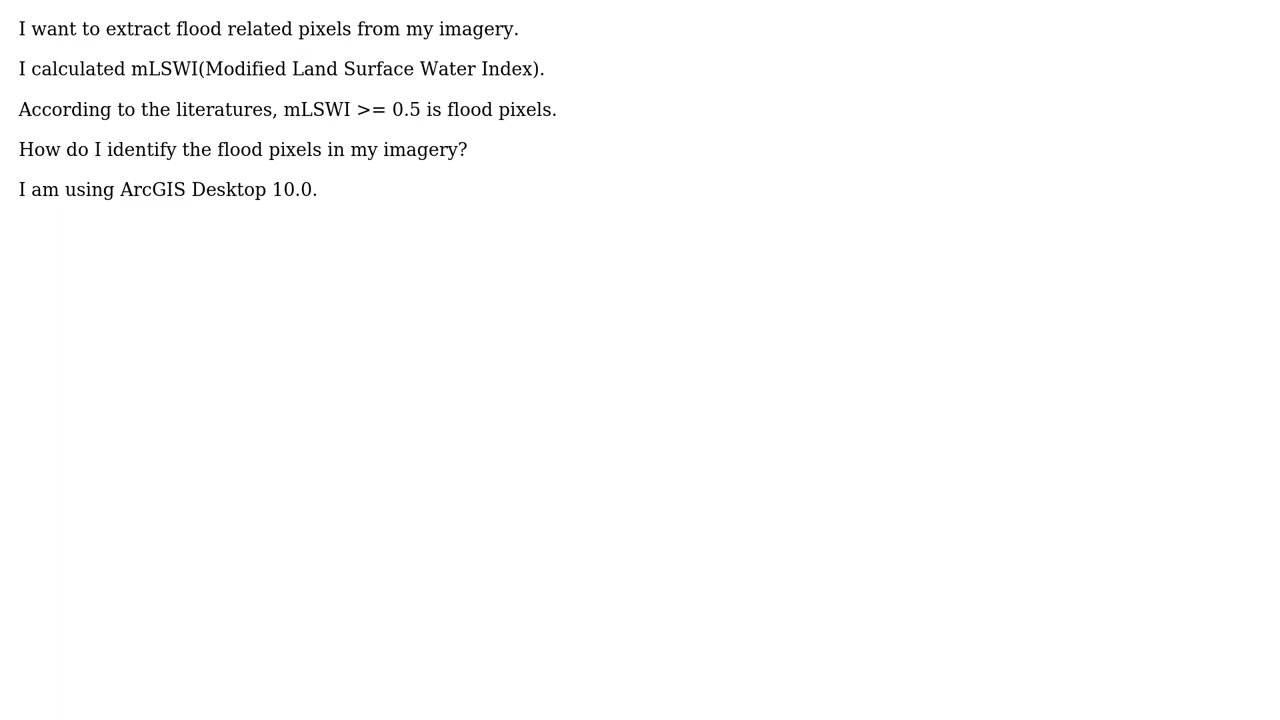 I want to extract flood related pixels from my imagery.
I calculated mLSWI(Modified Land Surface Water Index).
According to the literatures, mLSWI >= 0.5 is flood pixels.
How do I identify the flood pixels in my imagery?
I am using ArcGIS Desktop 10.0.